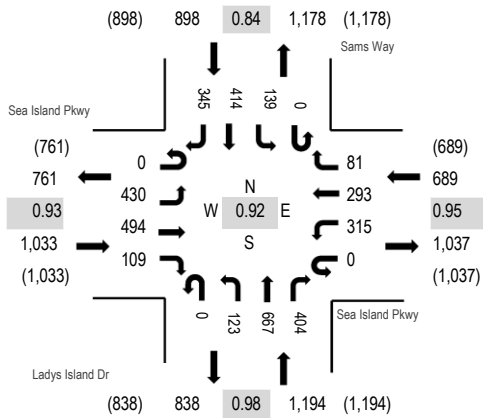 (898) 898 0.84 1,178 (1,178)
Sams Way
345 414 139 0
Sea Island Pkwy
(761)
761
0.93
1,033
(1,033)
0
430
494
109
N
W 0.92 E
S
81
293
315
0
(689)
689
0.95
1,037
(1,037)
0 123 667 404
Sea Island Pkwy
Ladys Island Dr
(838) 838 0.98 1,194 (1,194)